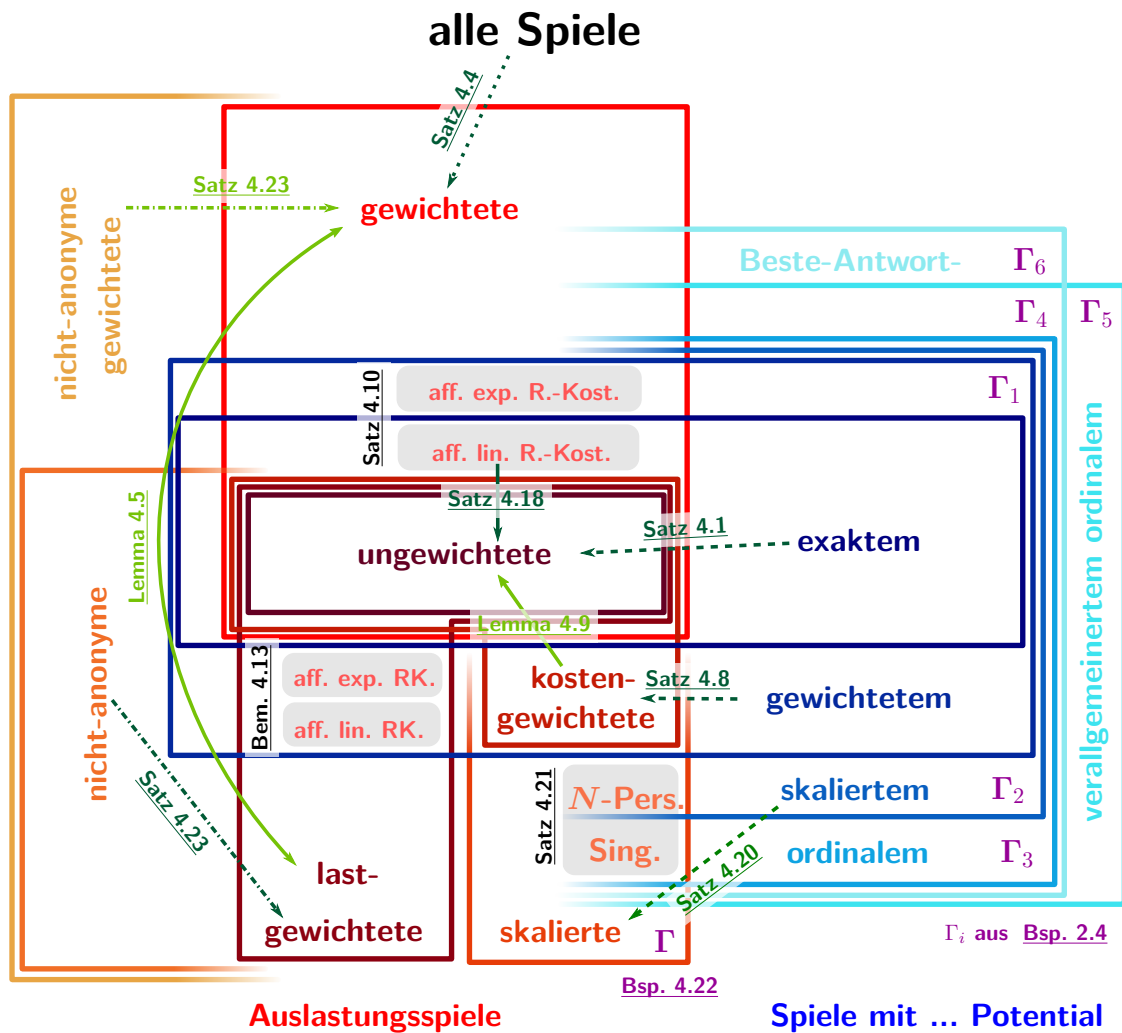 alle Spiele
Satz 4.4
Satz 4.23
gewichtete
nicht-anonyme
gewichtete
Beste-Antwort-
Γ6
Γ4
Γ5
Γ1
Satz 4.10
aff. exp. R.-Kost.
aff. lin. R.-Kost.
Satz 4.18
Satz 4.1
ungewichtete
exaktem
Lemma 4.5
Lemma 4.9
verallgemeinertem ordinalem
nicht-anonyme
Bem. 4.13
aff. exp. RK.
aff. lin. RK.
kosten-
gewichtete
Satz 4.8
gewichtetem
Satz 4.23
Satz 4.21
N-Pers.
Sing.
skaliertem
Γ2
Satz 4.20
ordinalem
Γ3
last-
gewichtete
skalierte
Γ
Γi aus Bsp. 2.4
Bsp. 4.22
Auslastungsspiele
Spiele mit ... Potential